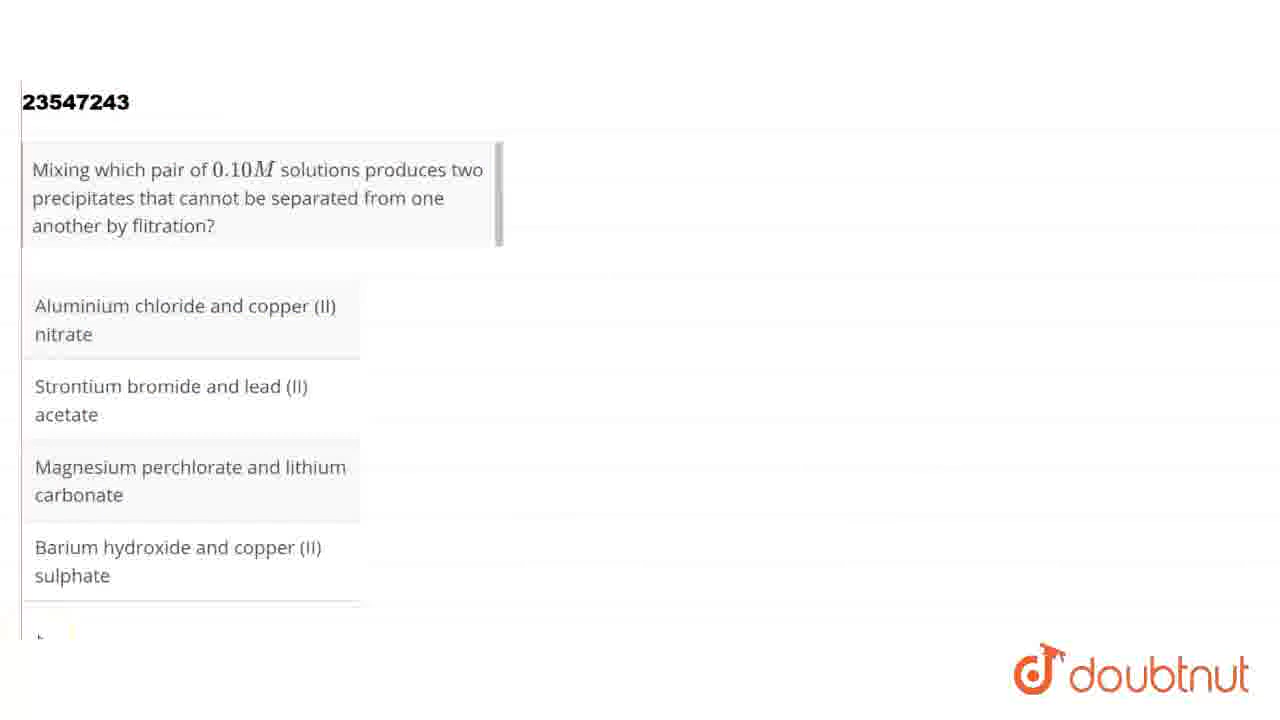 23547243
Mixing which pair of 0.10M solutions produces two
precipitates that cannot be separated from one
another by flitration?
Aluminium chloride and copper (II)
nitrate
Strontium bromide and lead (II)
acetate
Magnesium perchlorate and lithium
carbonate
Barium hydroxide and copper (II)
sulphate
doubtnut